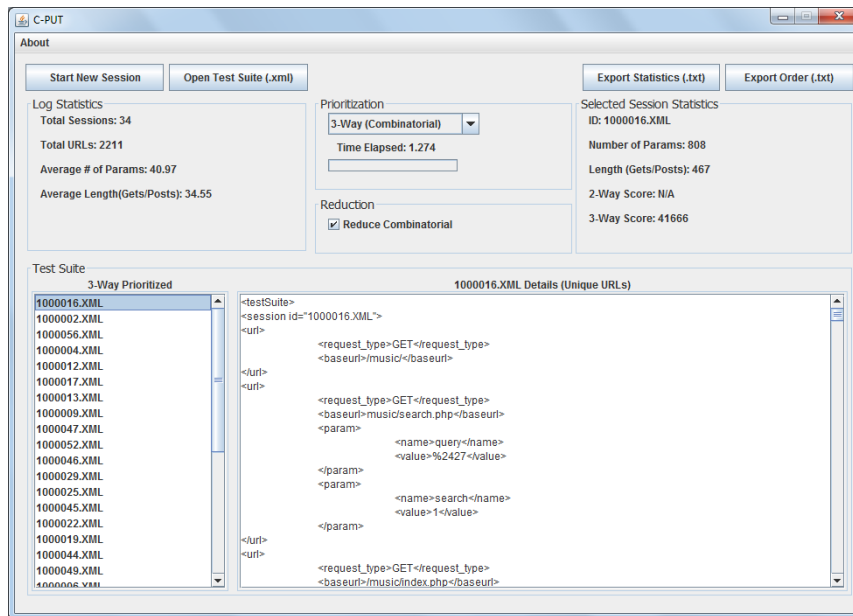 C-PUT
About
Start New Session
Open Test Suite (.xml)
Export Statistics (.txt)
Export Order (.txt)
Log Statistics
Total Sessions: 34
Total URLs: 2211
Average # of Params: 40.97
Average Length(Gets/Posts): 34.55
Prioritization
3-Way (Combinatorial)
Time Elapsed: 1.274
Reduction
Reduce Combinatorial
Selected Session Statistics
ID: 1000016.XML
Number of Params: 808
Length (Gets/Posts): 467
2-Way Score: N/A
3-Way Score: 41666
Test Suite
3-Way Prioritized
1000016.XML
1000002.XML
1000056.XML
1000004.XML
1000012.XML
1000017.XML
1000013.XML
1000009.XML
1000047.XML
1000052.XML
1000046.XML
1000029.XML
1000025.XML
1000045.XML
1000022.XML
1000019.XML
1000044.XML
1000049.XML
1000006.XML
1000016.XML Details (Unique URLs)
<testSuite>
<session id="1000016.XML">
<url>
<request_type>GET</request_type>
<baseurl>/music/</baseurl>
</url>
<url>
<request_type>GET</request_type>
<baseurl>music/search.php</baseurl>
<param>
<name>query</name>
<value>%2427</value>
</param>
<param>
<name>search</name>
<value>1</value>
</param>
</url>
<url>
<request_type>GET</request_type>
<baseurl>/music/index.php</baseurl>